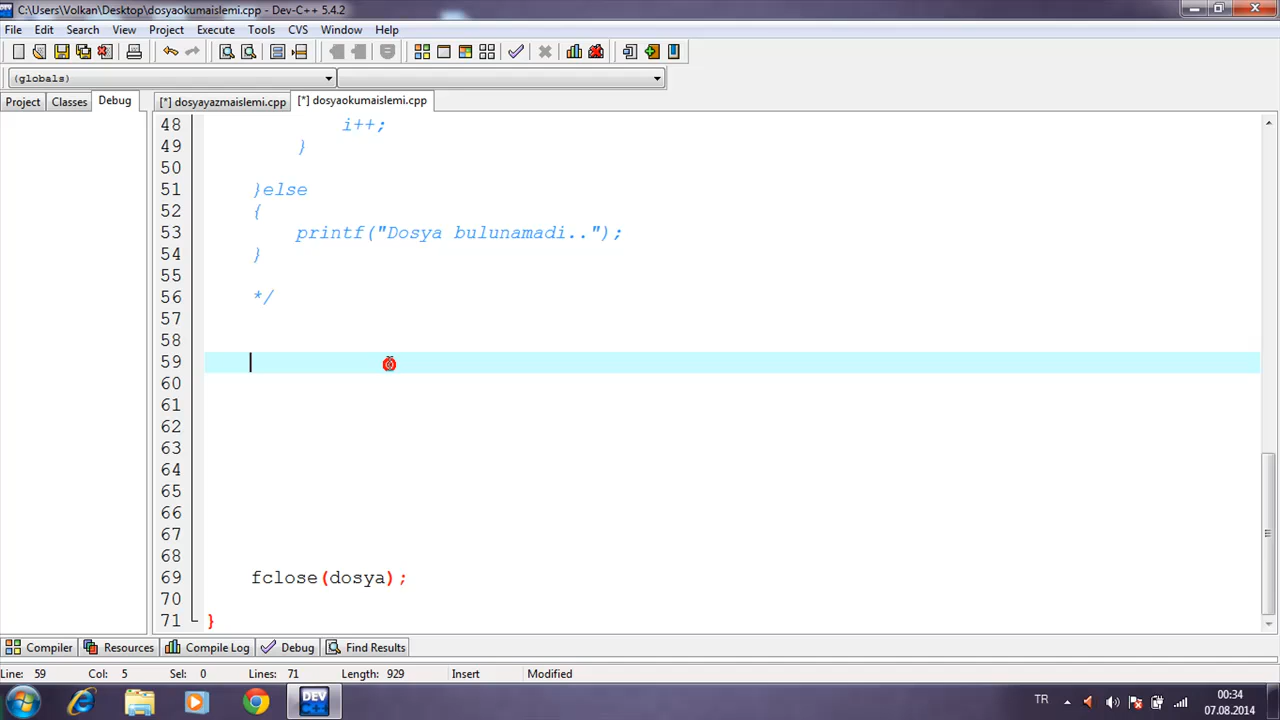 C:\Users\Volkan\Desktop\dosyaokumaislemi.cpp - Dev-C++ 5.4.2
File Edit Search View Project Execute Tools CVS Window Help
(globals)
Project Classes Debug [*] dosyayazmaislemi.cpp [*] dosyaokumaislemi.cpp
48 i++;
49 }
50
51 }else
52 {
53 printf("Dosya bulunamadi..");
54 }
55
56 */
57
58
59
60
61
62
63
64
65
66
67
68
69 fclose(dosya);
70
71 }
Compiler Resources Compile Log Debug Find Results
Line: 59 Col: 5 Sel: 0 Lines: 71 Length: 929 Insert Modified
DEV
TR 00:34
07.08.2014